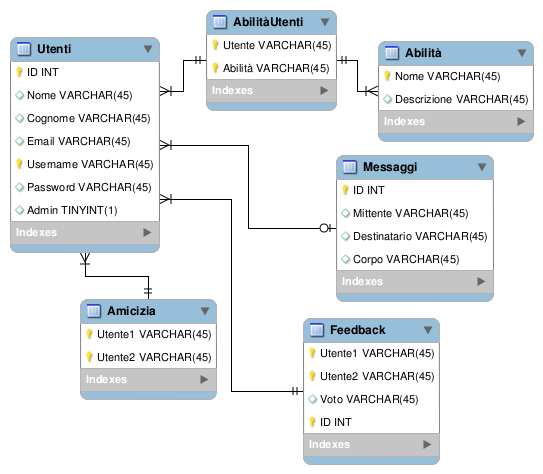 Utenti
ID INT
Nome VARCHAR(45)
Cognome VARCHAR(45)
Email VARCHAR(45)
Username VARCHAR(45)
Password VARCHAR(45)
Admin TINYINT(1)
Indexes
AbilitàUtenti
Utente VARCHAR(45)
Abilità VARCHAR(45)
Indexes
Abilità
Nome VARCHAR(45)
Descrizione VARCHAR(45)
Indexes
Messaggi
ID INT
Mittente VARCHAR(45)
Destinatario VARCHAR(45)
Corpo VARCHAR(45)
Indexes
Amicizia
Utente1 VARCHAR(45)
Utente2 VARCHAR(45)
Indexes
Feedback
Utente1 VARCHAR(45)
Utente2 VARCHAR(45)
Voto VARCHAR(45)
ID INT
Indexes